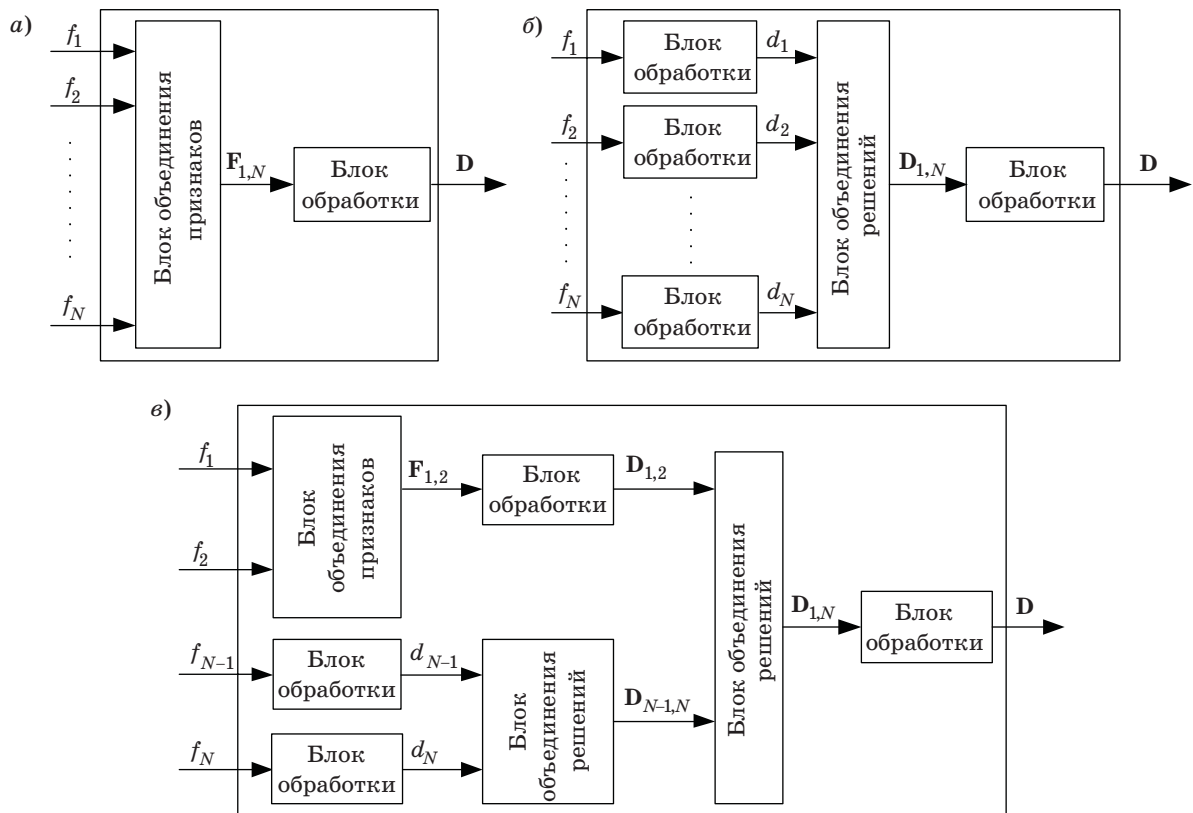 а)
f1
f2
fN
Блок объединения
признаков
F1,N
Блок
обработки
D
б)
f1
Блок
обработки
d1
f2
Блок
обработки
d2
fN
Блок
обработки
dN
Блок объединения
решений
D1,N
Блок
обработки
D
в)
f1
f2
Блок
объединения
признаков
F1,2
Блок
обработки
D1,2
fN–1
Блок
обработки
dN–1
fN
Блок
обработки
dN
Блок
объединения
решений
DN–1,N
Блок объединения
решений
D1,N
Блок
обработки
D